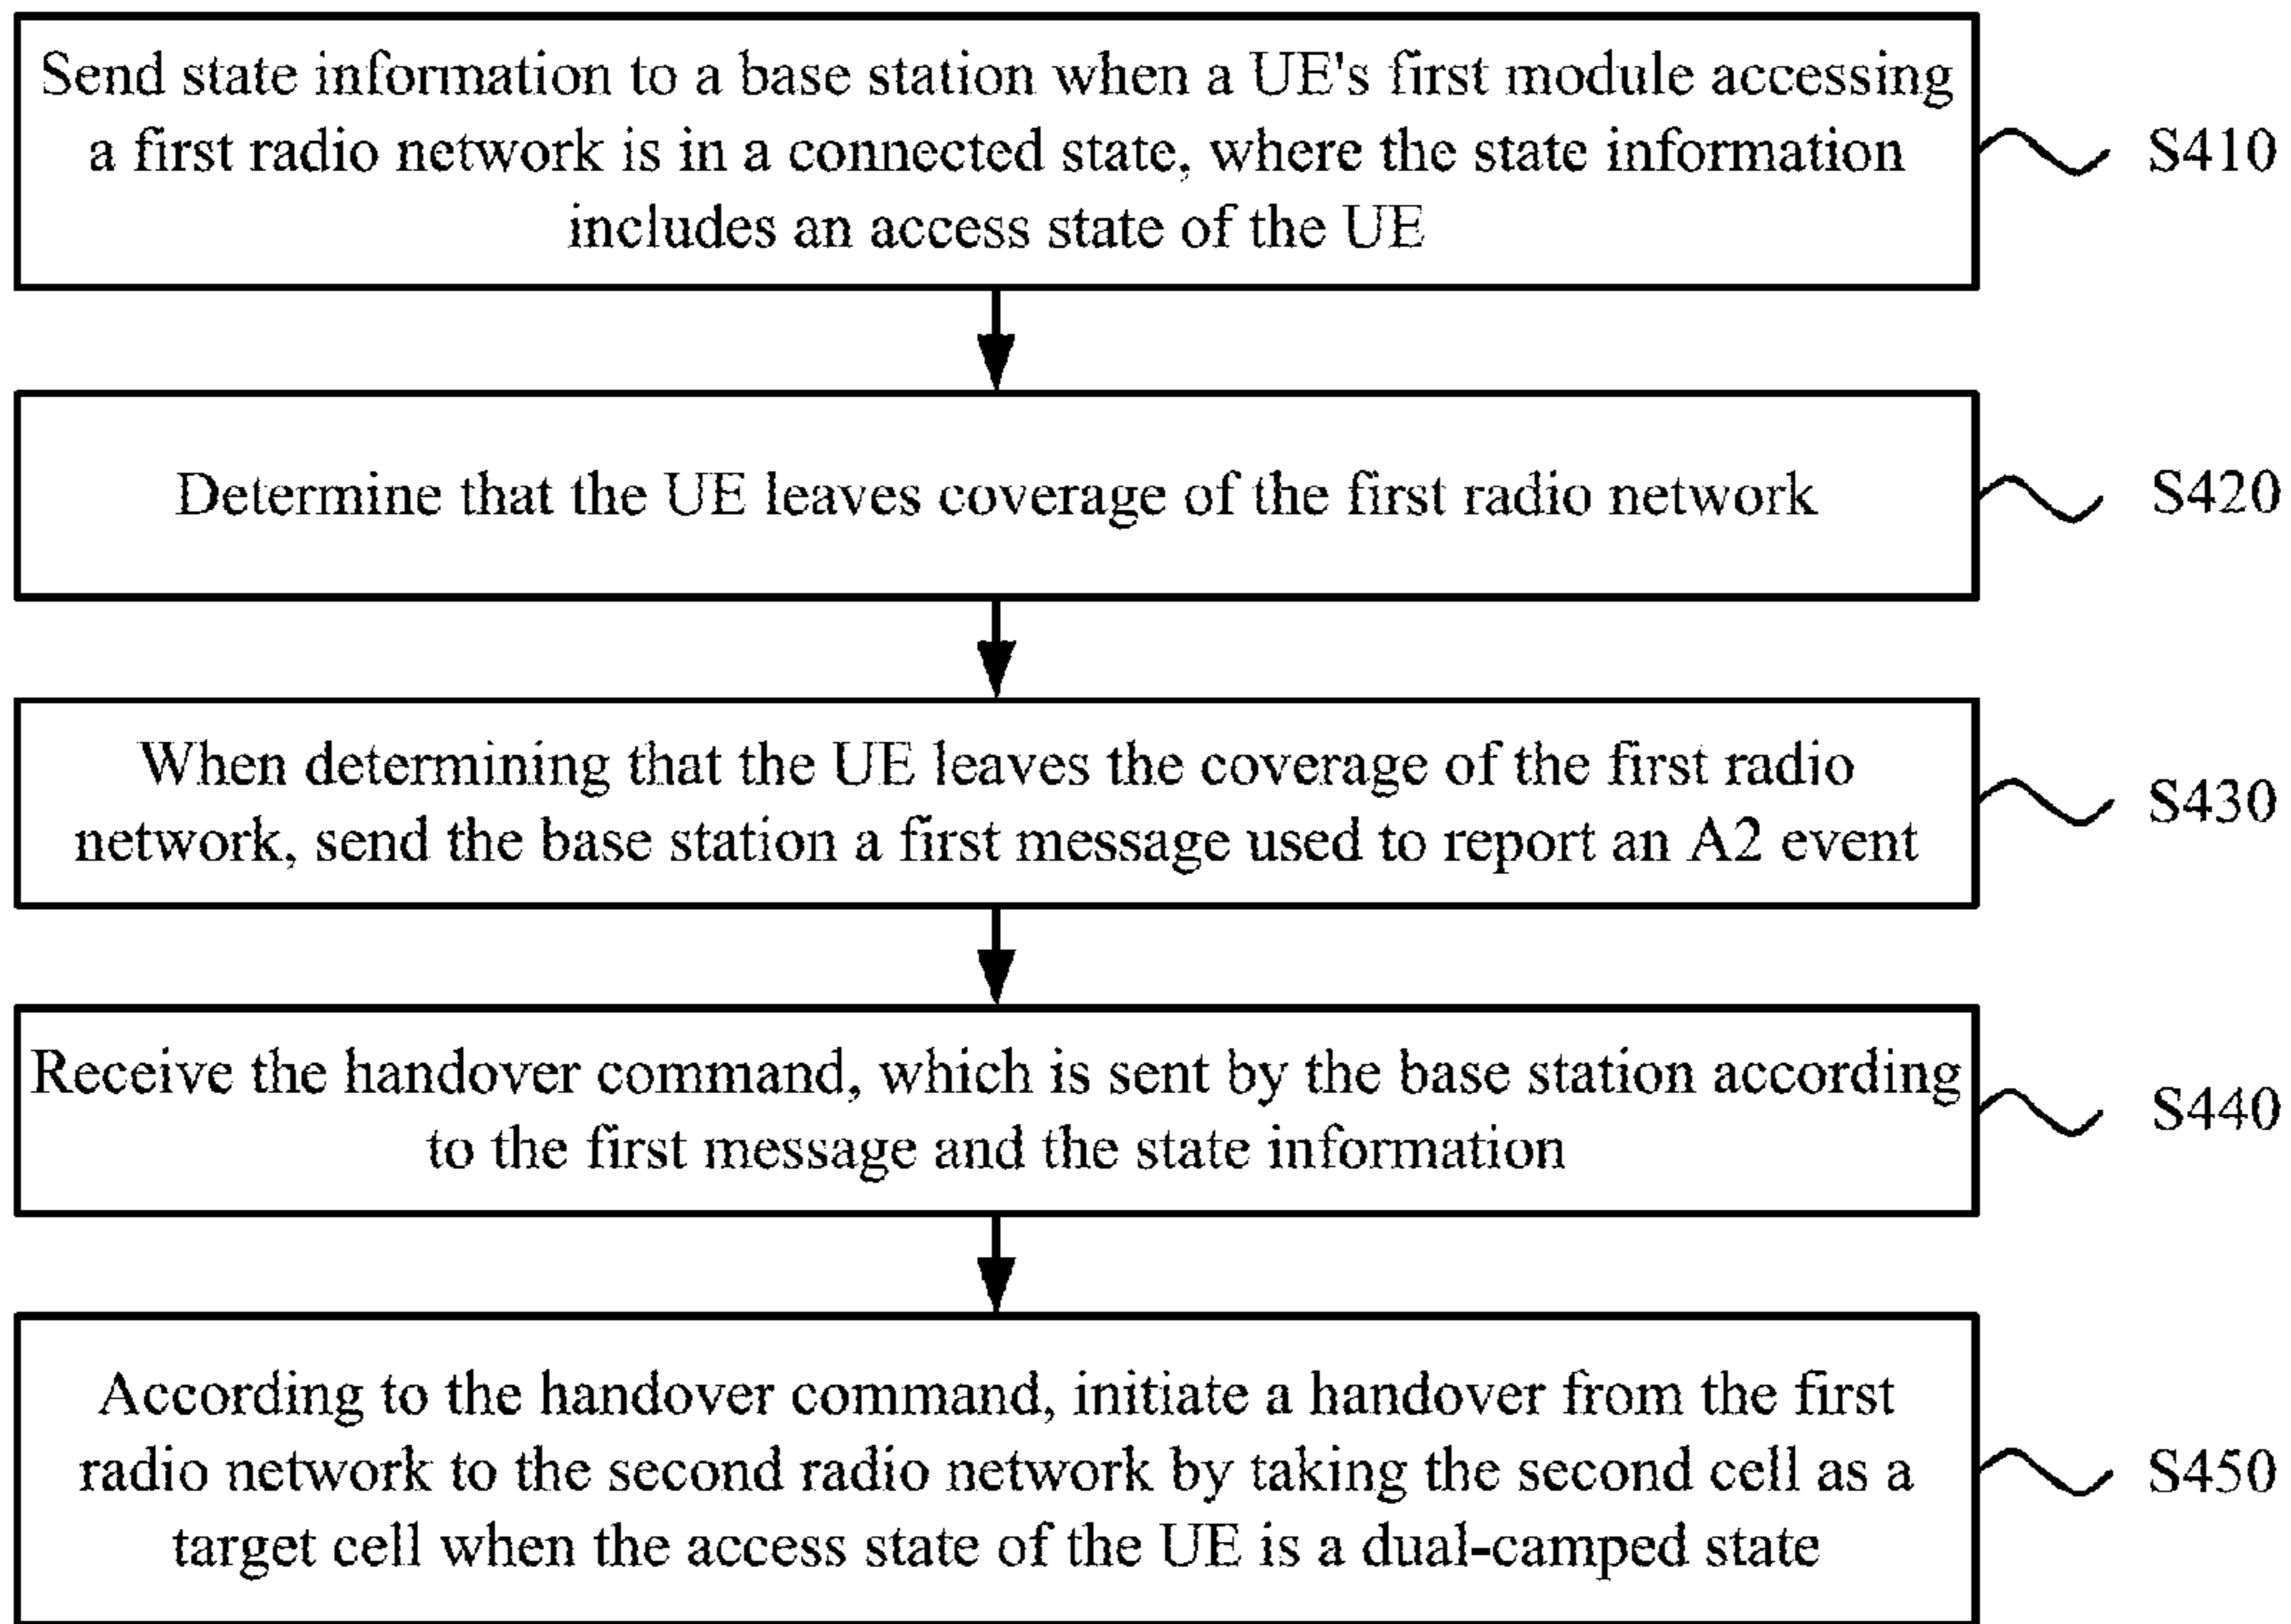 Send state information to a base station when a UE's first module accessing
a first radio network is in a connected state, where the state information
includes an access state of the UE
S410
Determine that the UE leaves coverage of the first radio network
S420
When determining that the UE leaves the coverage of the first radio
network, send the base station a first message used to report an A2 event
S430
Receive the handover command, which is sent by the base station according
to the first message and the state information
S440
According to the handover command, initiate a handover from the first
radio network to the second radio network by taking the second cell as a
target cell when the access state of the UE is a dual-camped state
S450